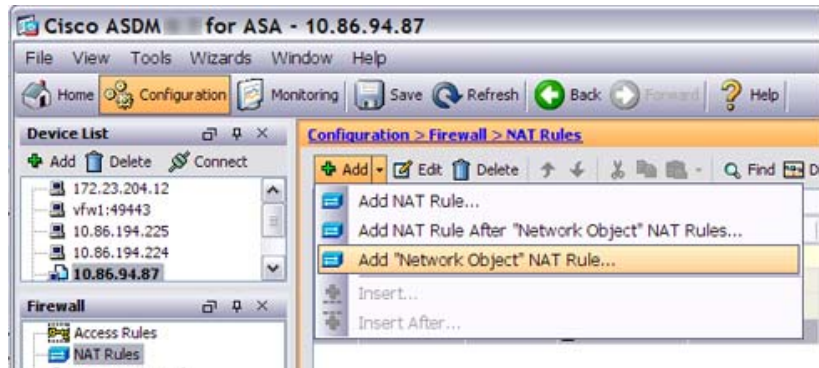 Cisco ASDM for ASA - 10.86.94.87
File View Tools Wizards Window Help
Home Configuration Monitoring Save Refresh Back Forward Help
Device List
Add Delete Connect
172.23.204.12
vfw1:49443
10.86.194.225
10.86.194.224
10.86.94.87
Firewall
Access Rules
NAT Rules
Configuration > Firewall > NAT Rules
Add Edit Delete Find D
Add NAT Rule...
Add NAT Rule After "Network Object" NAT Rules...
Add "Network Object" NAT Rule...
Insert...
Insert After...